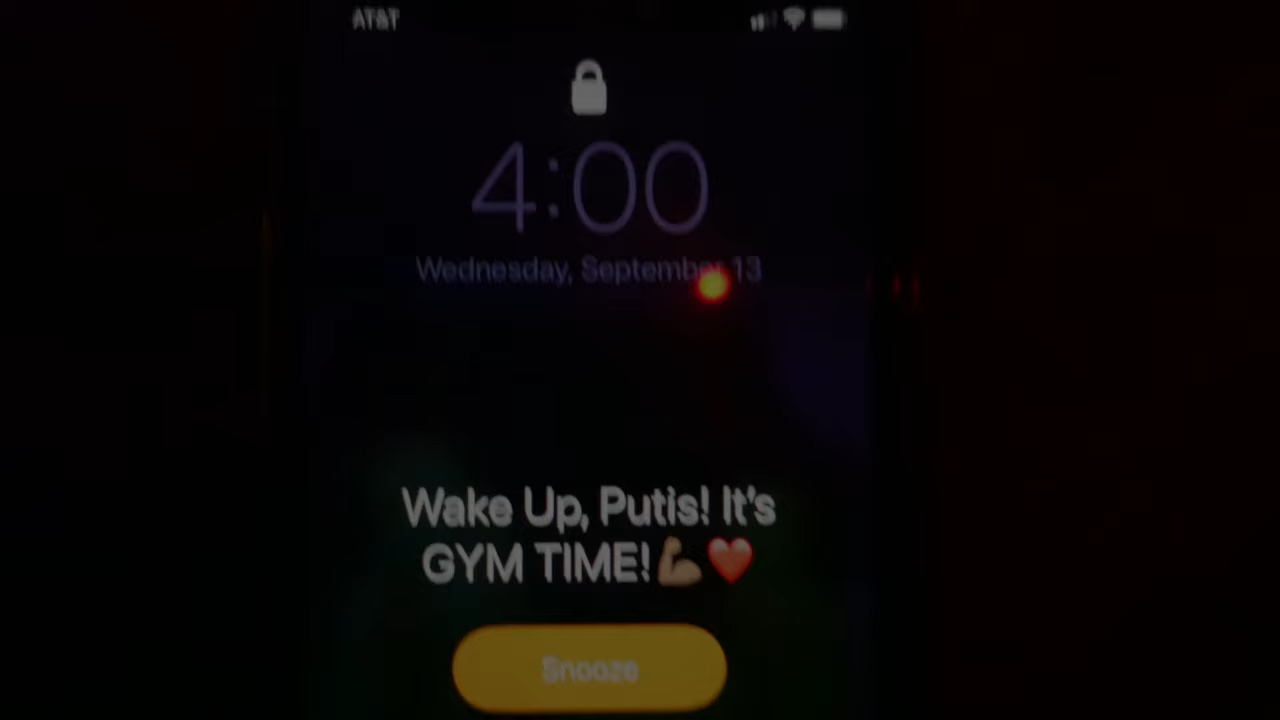 AT&T
4:00
Wednesday, September 13
Wake Up, Putis! It's
GYM TIME!💪🏼❤️
Snooze